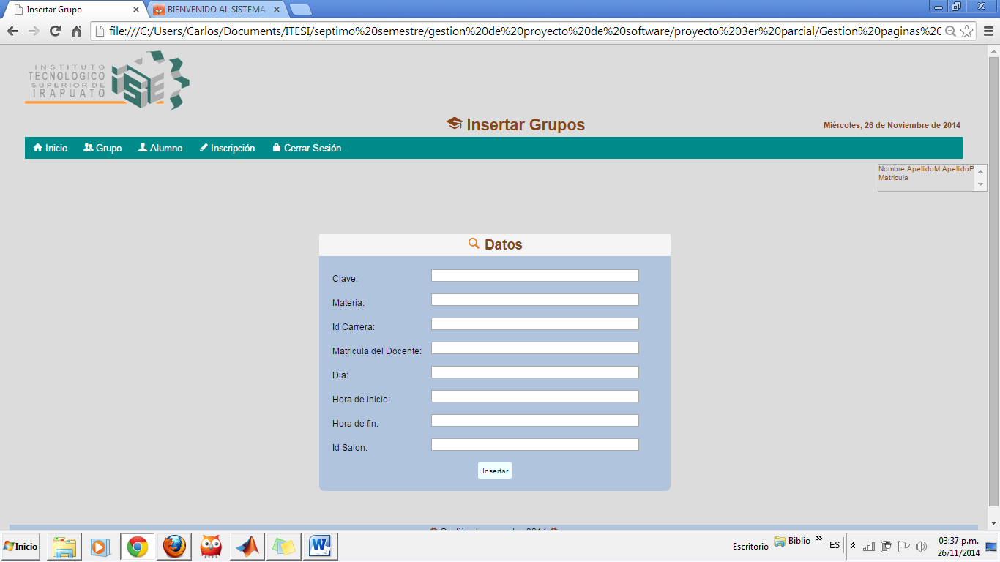 Insertar Grupo
BIENVENIDO AL SISTEMA
file:///C:/Users/Carlos/Documents/ITESI/septimo%20semestre/gestion%20de%20proyecto%20de%20software/proyecto%203er%20parcial/Gestion%20paginas%20
INSTITUTO
TECNOLOGICO
SUPERIOR DE
IRAPUATO
Insertar Grupos
Miércoles, 26 de Noviembre de 2014
Inicio Grupo Alumno Inscripción Cerrar Sesión
Nombre ApellidoM ApellidoP
Matricula
Datos
Clave:
Materia:
Id Carrera:
Matricula del Docente:
Dia:
Hora de inicio:
Hora de fin:
Id Salon:
Insertar
2014
Inicio
Escritorio
Biblio
ES
03:37 p.m.
26/11/2014